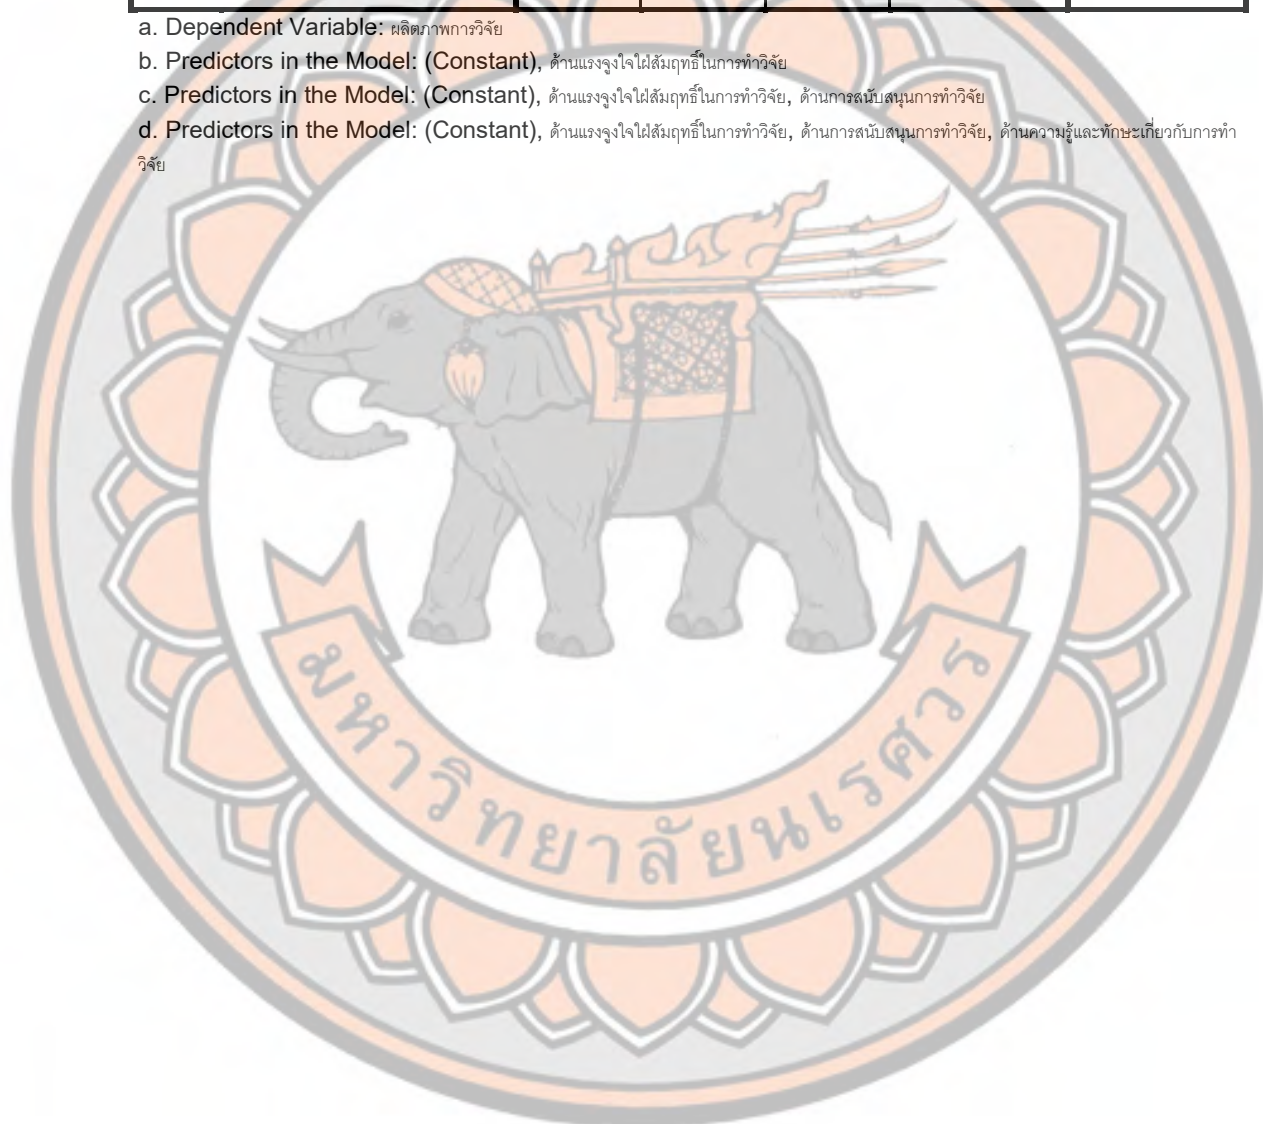 a. Dependent Variable: ผลิตภาพการวิจัย
b. Predictors in the Model: (Constant), ด้านแรงจูงใจใฝ่สัมฤทธิ์ในการทำวิจัย
c. Predictors in the Model: (Constant), ด้านแรงจูงใจใฝ่สัมฤทธิ์ในการทำวิจัย, ด้านการสนับสนุนการทำวิจัย
d. Predictors in the Model: (Constant), ด้านแรงจูงใจใฝ่สัมฤทธิ์ในการทำวิจัย, ด้านการสนับสนุนการทำวิจัย, ด้านความรู้และทักษะเกี่ยวกับการทำ
วิจัย
มหาวิทยาลัยนเรศวร